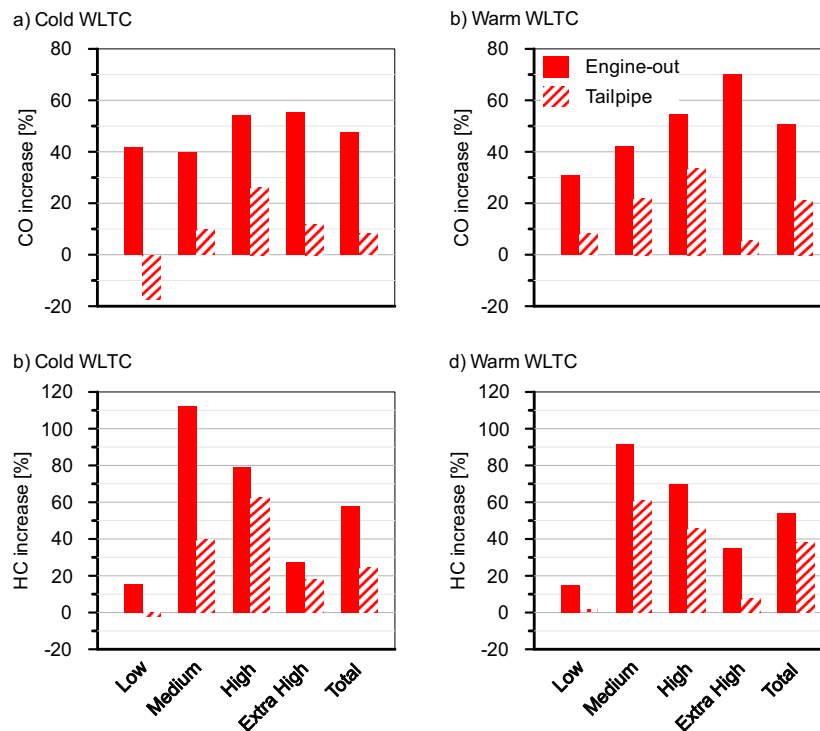 a) Cold WLTC
CO increase [%]
80
60
40
20
0
-20
b) Warm WLTC
CO increase [%]
80
60
40
20
0
-20
Engine-out
Tailpipe
b) Cold WLTC
HC increase [%]
120
100
80
60
40
20
0
-20
Low
Medium
High
Extra High
Total
d) Warm WLTC
HC increase [%]
120
100
80
60
40
20
0
-20
Low
Medium
High
Extra High
Total